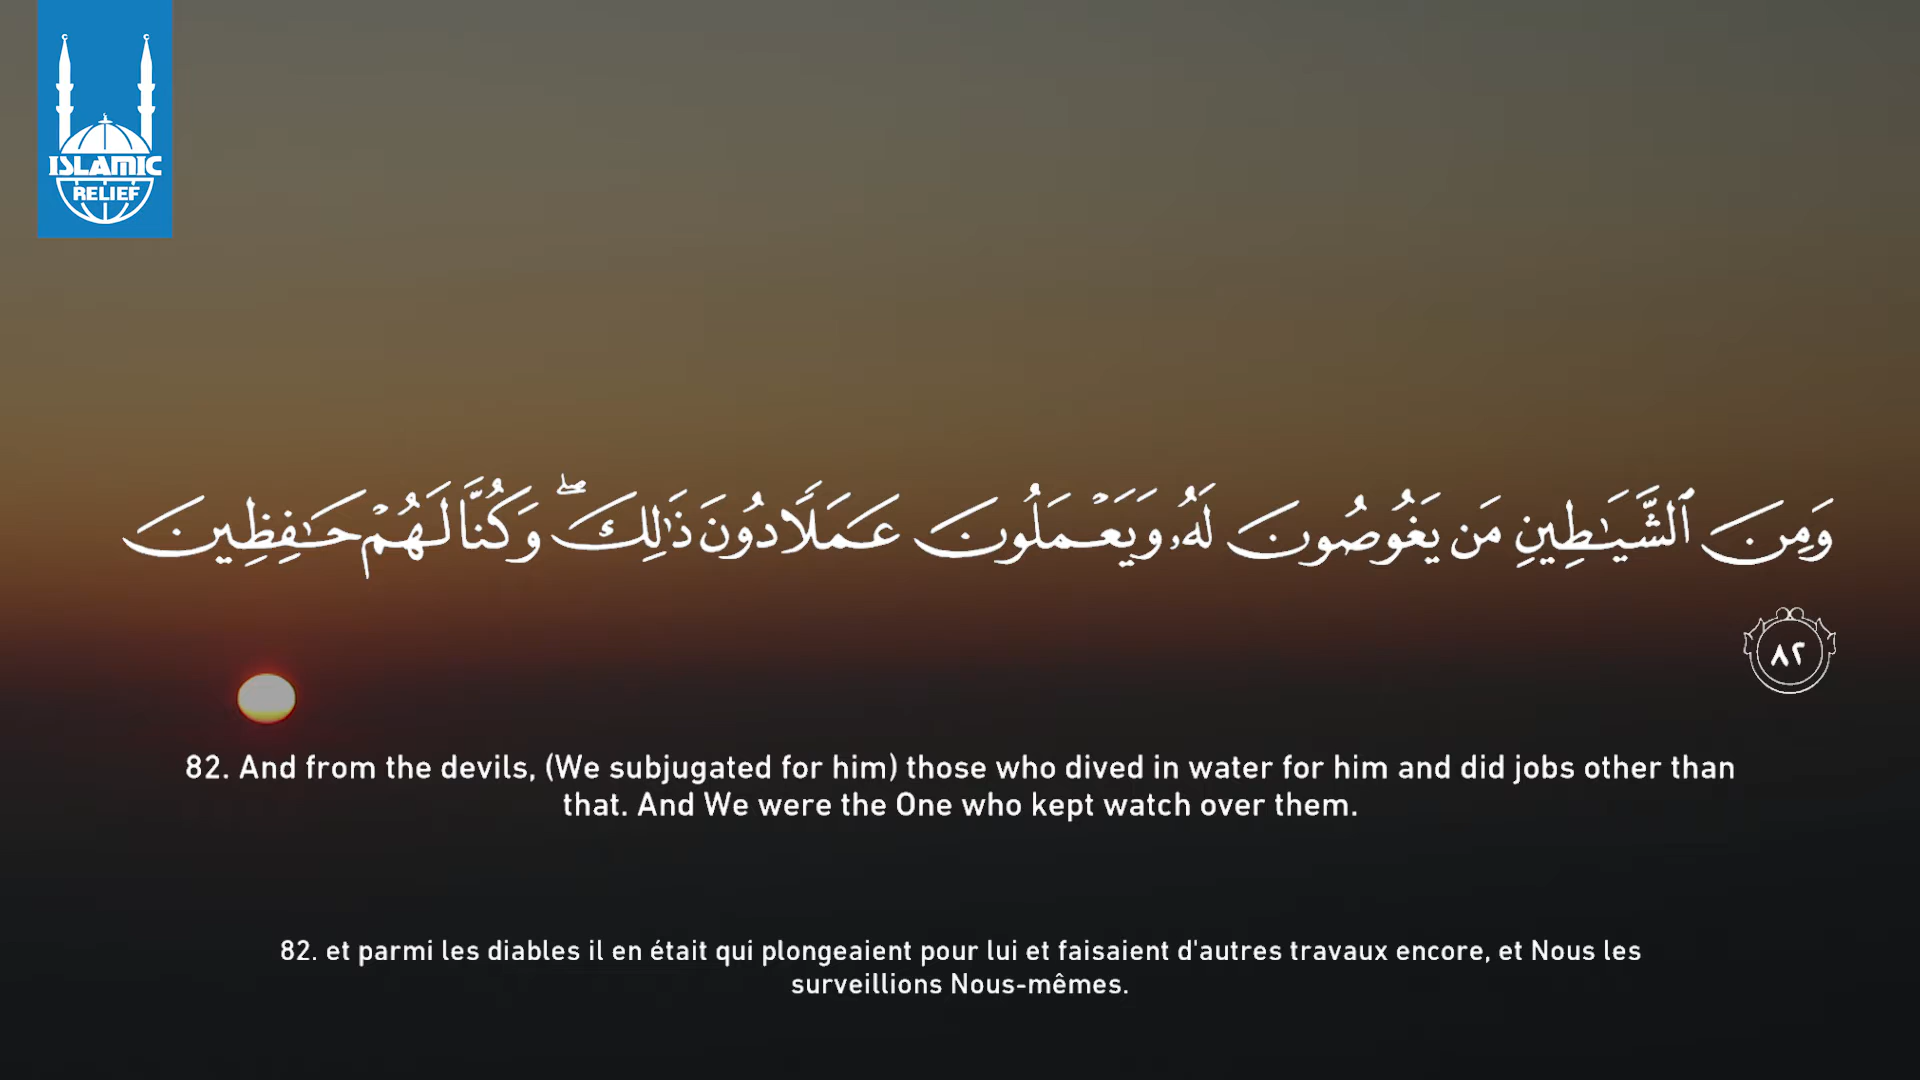 ISLAMIC
RELIEF
وَمِنَ ٱلشَّيَـٰطِينِ مَن يَغُوصُونَ لَهُۥ وَيَعْمَلُونَ عَمَلًا دُونَ ذَٰلِكَ ۖ وَكُنَّا لَهُمْ حَـٰفِظِينَ
٨٢
82. And from the devils, (We subjugated for him) those who dived in water for him and did jobs other than
that. And We were the One who kept watch over them.
82. et parmi les diables il en était qui plongeaient pour lui et faisaient d'autres travaux encore, et Nous les
surveillions Nous-mêmes.